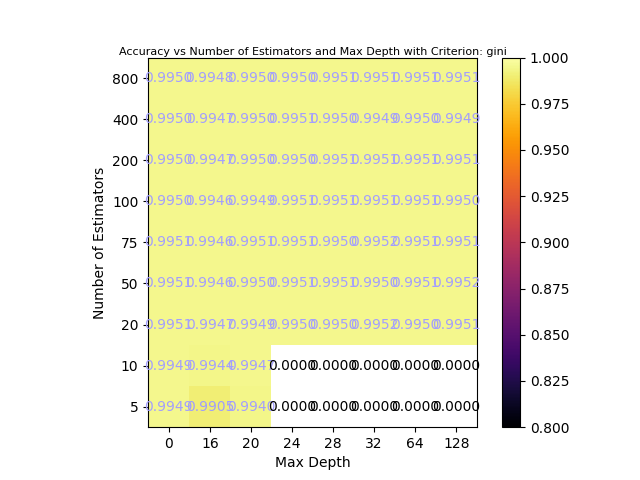 Accuracy vs Number of Estimators and Max Depth with Criterion: gini
Number of Estimators
800 0.9950 0.9948 0.9950 0.9950 0.9951 0.9951 0.9951 0.9951
400 0.9950 0.9947 0.9950 0.9951 0.9950 0.9949 0.9950 0.9949
200 0.9950 0.9947 0.9950 0.9950 0.9951 0.9951 0.9951 0.9951
100 0.9950 0.9946 0.9949 0.9951 0.9951 0.9951 0.9951 0.9950
75 0.9951 0.9946 0.9951 0.9951 0.9950 0.9952 0.9951 0.9951
50 0.9951 0.9946 0.9950 0.9951 0.9951 0.9950 0.9951 0.9952
20 0.9951 0.9947 0.9949 0.9950 0.9950 0.9952 0.9950 0.9951
10 0.9949 0.9944 0.9947 0.0000 0.0000 0.0000 0.0000 0.0000
5 0.9949 0.9905 0.9940 0.0000 0.0000 0.0000 0.0000 0.0000
0 16 20 24 28 32 64 128
Max Depth
1.000
0.975
0.950
0.925
0.900
0.875
0.850
0.825
0.800